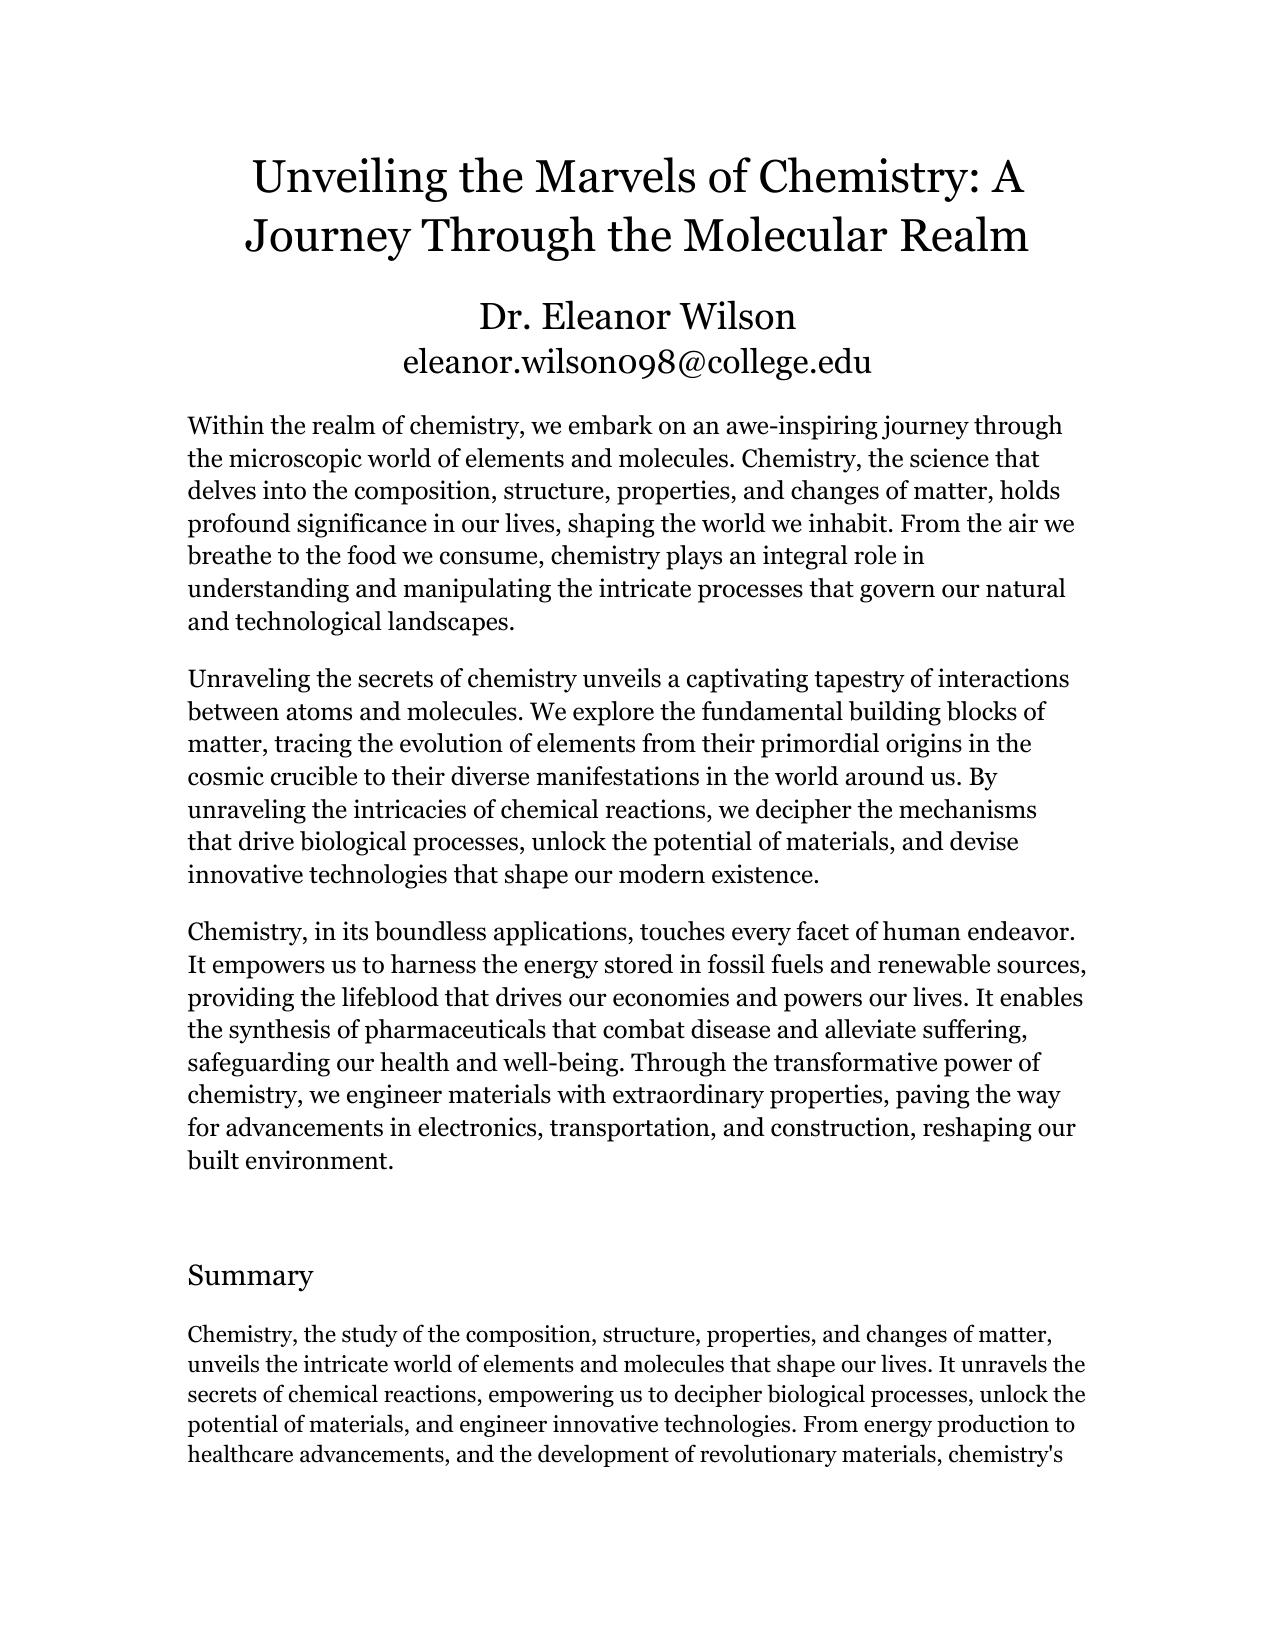 Unveiling the Marvels of Chemistry: A
Journey Through the Molecular Realm
Dr. Eleanor Wilson
eleanor.wilson098@college.edu
Within the realm of chemistry, we embark on an awe-inspiring journey through
the microscopic world of elements and molecules. Chemistry, the science that
delves into the composition, structure, properties, and changes of matter, holds
profound significance in our lives, shaping the world we inhabit. From the air we
breathe to the food we consume, chemistry plays an integral role in
understanding and manipulating the intricate processes that govern our natural
and technological landscapes.
Unraveling the secrets of chemistry unveils a captivating tapestry of interactions
between atoms and molecules. We explore the fundamental building blocks of
matter, tracing the evolution of elements from their primordial origins in the
cosmic crucible to their diverse manifestations in the world around us. By
unraveling the intricacies of chemical reactions, we decipher the mechanisms
that drive biological processes, unlock the potential of materials, and devise
innovative technologies that shape our modern existence.
Chemistry, in its boundless applications, touches every facet of human endeavor.
It empowers us to harness the energy stored in fossil fuels and renewable sources,
providing the lifeblood that drives our economies and powers our lives. It enables
the synthesis of pharmaceuticals that combat disease and alleviate suffering,
safeguarding our health and well-being. Through the transformative power of
chemistry, we engineer materials with extraordinary properties, paving the way
for advancements in electronics, transportation, and construction, reshaping our
built environment.
Summary
Chemistry, the study of the composition, structure, properties, and changes of matter,
unveils the intricate world of elements and molecules that shape our lives. It unravels the
secrets of chemical reactions, empowering us to decipher biological processes, unlock the
potential of materials, and engineer innovative technologies. From energy production to
healthcare advancements, and the development of revolutionary materials, chemistry's